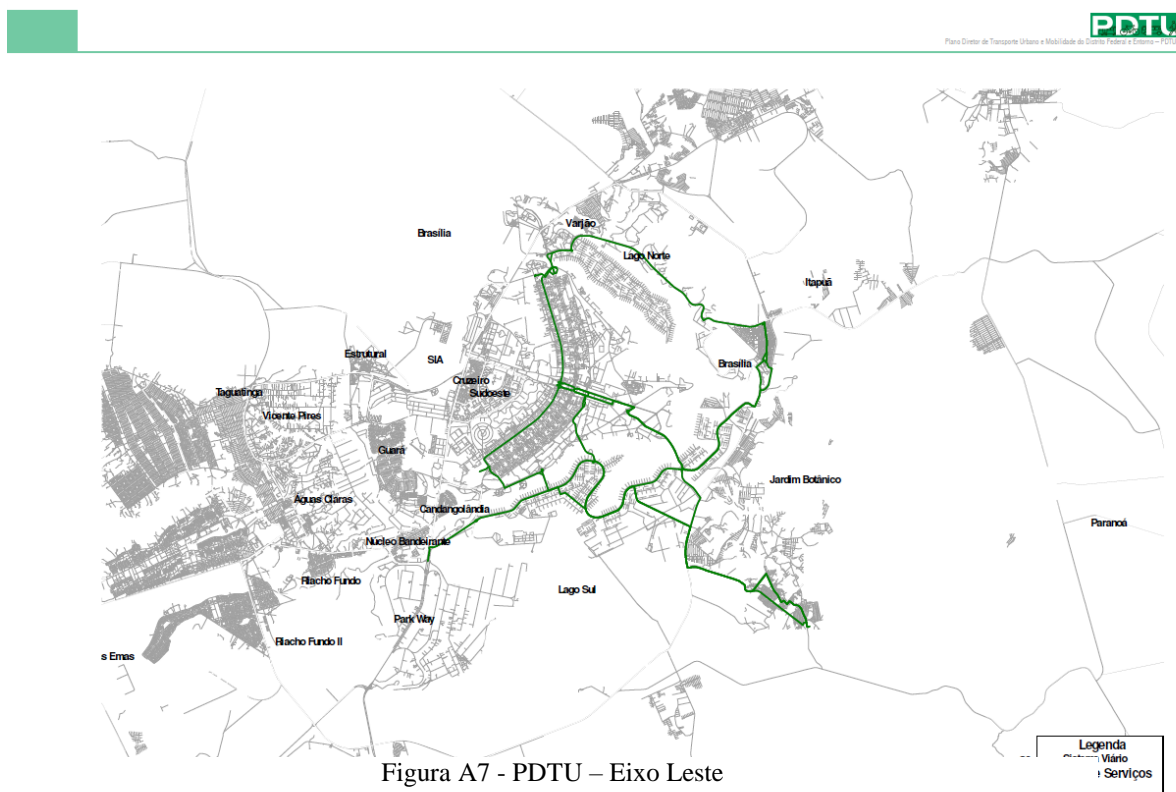 PDTU
Plano Diretor de Transporte Urbano e Mobilidade do Distrito Federal e Entorno – PDTU
Varjão
Brasília
Lago Norte
Itapuã
Estrutural
SIA
Brasília
Cruzeiro
Sudoeste
Taguatinga
Vicente Pires
Guará
Jardim Botânico
Águas Claras
Candangolândia
Paranoá
Núcleo Bandeirante
Riacho Fundo
Lago Sul
Park Way
Riacho Fundo II
s Emas
Legenda
Viário
Serviços
Figura A7 - PDTU – Eixo Leste